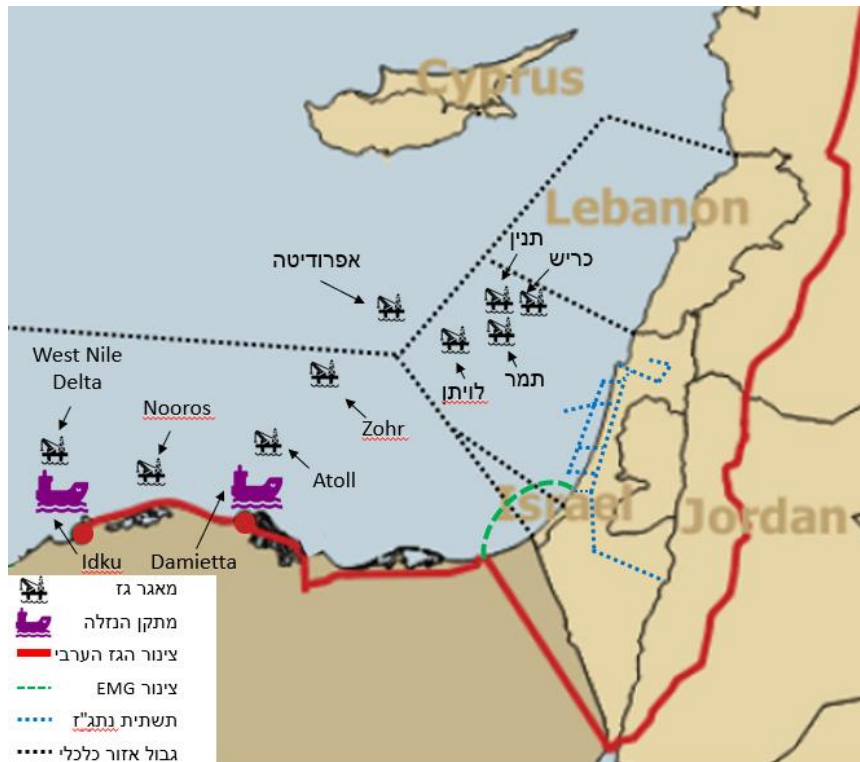 Cyprus
Lebanon
תנין
כריש
אפרודיטה
West Nile
Delta
Nooros
לויתן
תמר
Zohr
Atoll
Israel
Jordan
Idku
Damietta
מאגר גז
מתקן הנזלה
צינור הגז הערבי
צינור EMG
תשתית נתג"ז
גבול אזור כלכלי